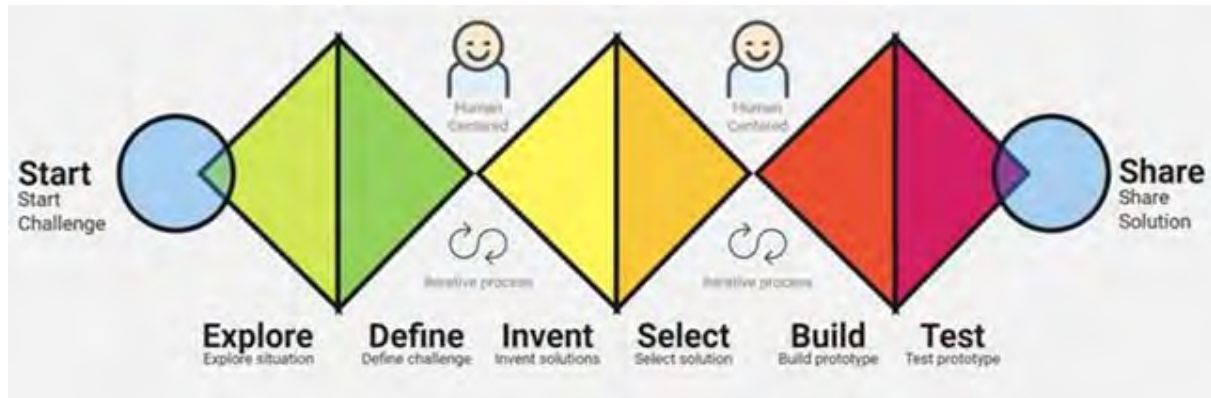 Human
Centered
Human
Centered
Start
Start
Challenge
Share
Share
Solution
Iterative process
Iterative process
Explore
Explore situation
Define
Define challenge
Invent
Invent solutions
Select
Select solution
Build
Build prototype
Test
Test prototype